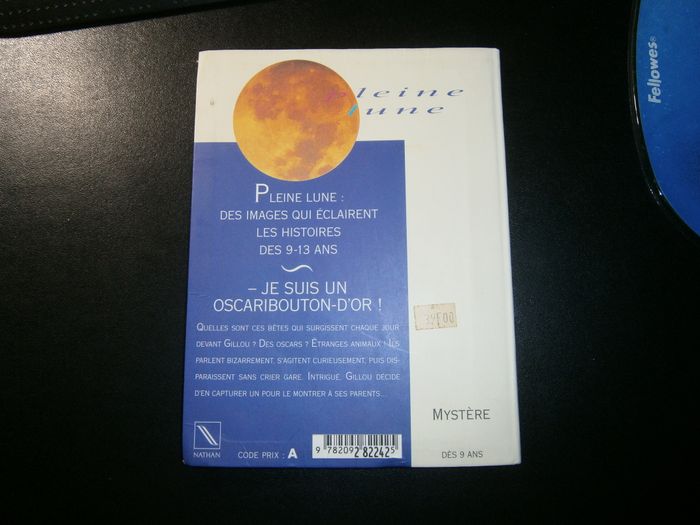 pleine
lune
PLEINE LUNE :
DES IMAGES QUI ÉCLAIRENT
LES HISTOIRES
DES 9-13 ANS
– JE SUIS UN
OSCARIBOUTON-D'OR !
QUELLES SONT CES BÊTES QUI SURGISSENT CHAQUE JOUR
DEVANT GILLOU ? DES OSCARS ? ÉTRANGES ANIMAUX ! ILS
PARLENT BIZARREMENT, S'AGITENT CURIEUSEMENT, PUIS DIS-
PARAISSENT SANS CRIER GARE. INTRIGUÉ, GILLOU DÉCIDE
D'EN CAPTURER UN POUR LE MONTRER À SES PARENTS...
NATHAN
CODE PRIX : A
9 782092 822425
MYSTÈRE
DÈS 9 ANS
Fellowes®